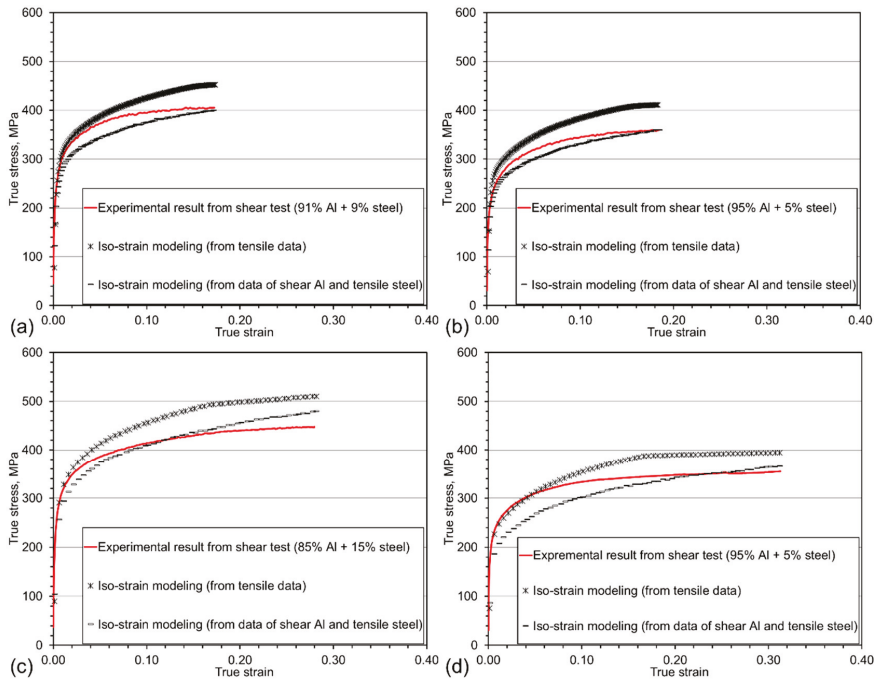 600
500
400
300
200
100
0
True stress, MPa
Experimental result from shear test (91% Al + 9% steel)
Iso-strain modeling (from tensile data)
Iso-strain modeling (from data of shear Al and tensile steel)
(a)
0.00
0.10
0.20
0.30
0.40
True strain
600
500
400
300
200
100
0
True stress, MPa
Experimental result from shear test (95% Al + 5% steel)
Iso-strain modeling (from tensile data)
Iso-strain modeling (from data of shear Al and tensile steel)
(b)
0.00
0.10
0.20
0.30
0.40
True strain
600
500
400
300
200
100
0
True stress, MPa
Experimental result from shear test (85% Al + 15% steel)
Iso-strain modeling (from tensile data)
Iso-strain modeling (from data of shear Al and tensile steel)
(c)
0.00
0.10
0.20
0.30
0.40
True strain
600
500
400
300
200
100
0
True stress, MPa
Expremental result from shear test (95% Al + 5% steel)
Iso-strain modeling (from tensile data)
Iso-strain modeling (from data of shear Al and tensile steel)
(d)
0.00
0.10
0.20
0.30
0.40
True strain